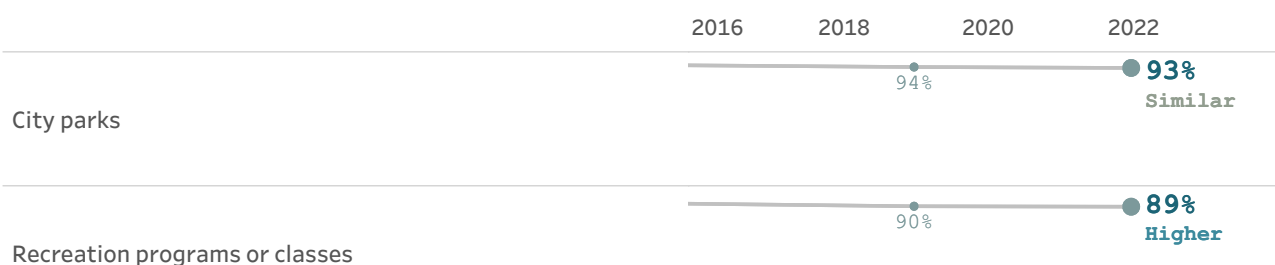 2016 2018 2020 2022
93%
94%
Similar
City parks
89%
90%
Higher
Recreation programs or classes